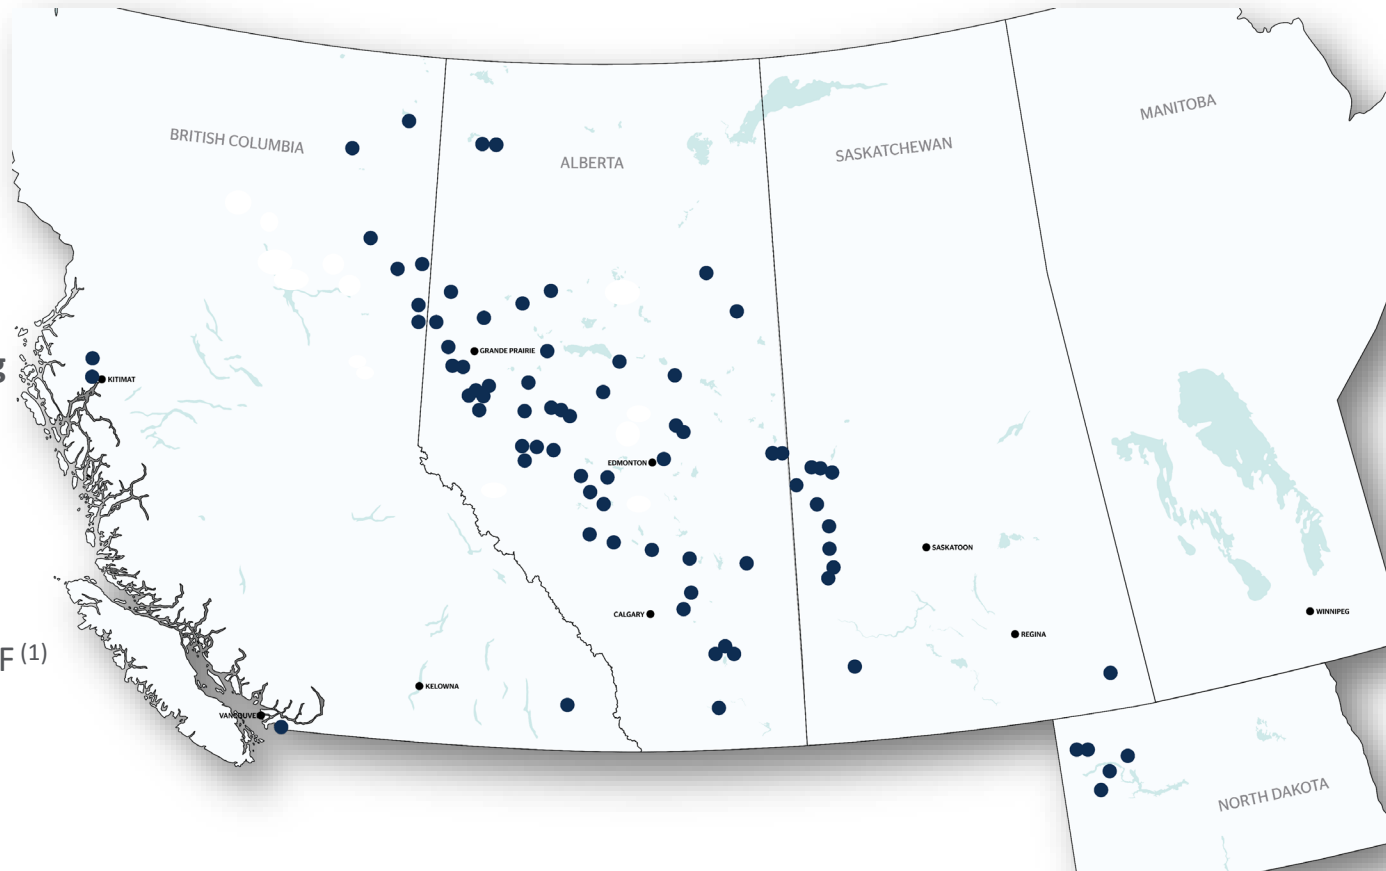 MANITOBA
BRITISH COLUMBIA
ALBERTA
SASKATCHEWAN
GRANDE PRAIRIE
g
KITIMAT
EDMONTON
SASKATOON
CALGARY
WINNIPEG
REGINA
F (1)
KELOWNA
VANCOUVER
NORTH DAKOTA